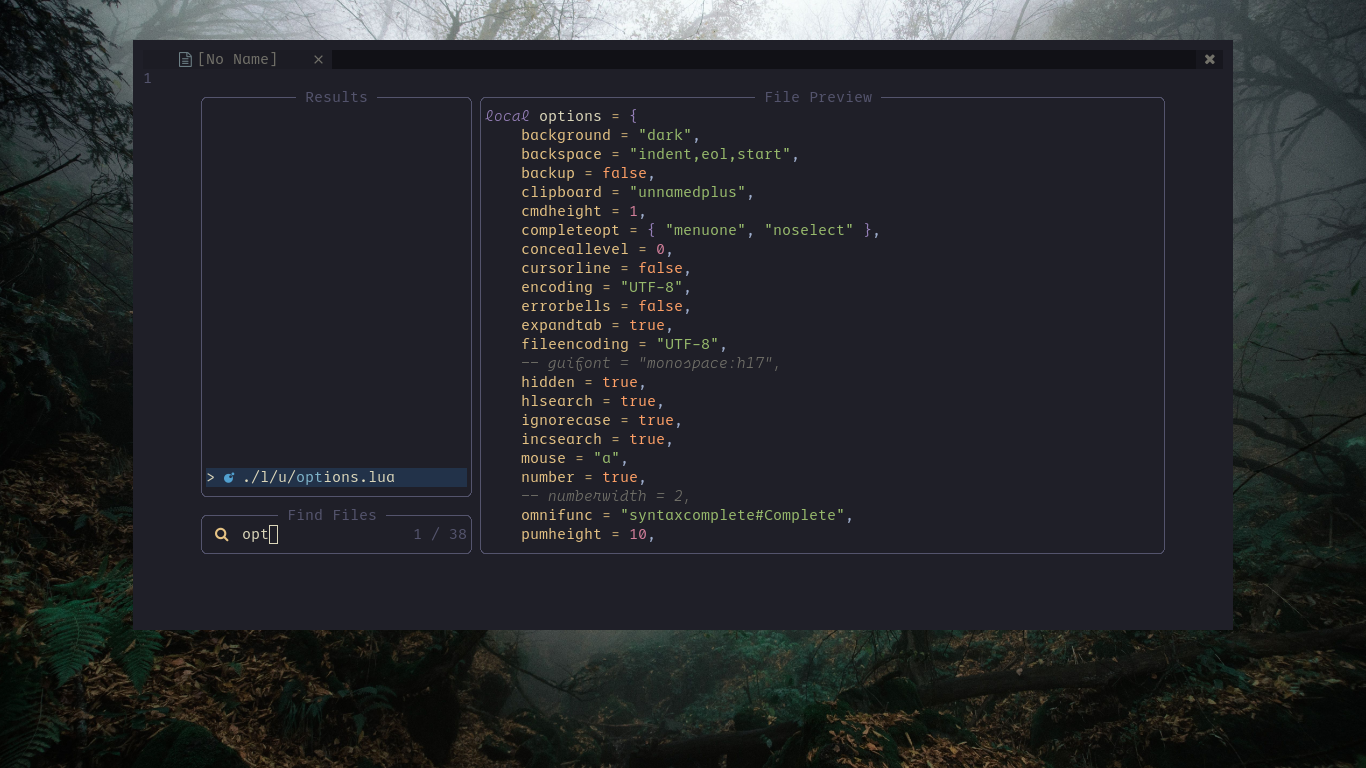 [No Name] ×
1
Results
> ./l/u/options.lua
Find Files
opt 1 / 38
File Preview
local options = {
    background = "dark",
    backspace = "indent,eol,start",
    backup = false,
    clipboard = "unnamedplus",
    cmdheight = 1,
    completeopt = { "menuone", "noselect" },
    conceallevel = 0,
    cursorline = false,
    encoding = "UTF-8",
    errorbells = false,
    expandtab = true,
    fileencoding = "UTF-8",
    -- guifont = "monospace:h17",
    hidden = true,
    hlsearch = true,
    ignorecase = true,
    incsearch = true,
    mouse = "a",
    number = true,
    -- numberwidth = 2,
    omnifunc = "syntaxcomplete#Complete",
    pumheight = 10,